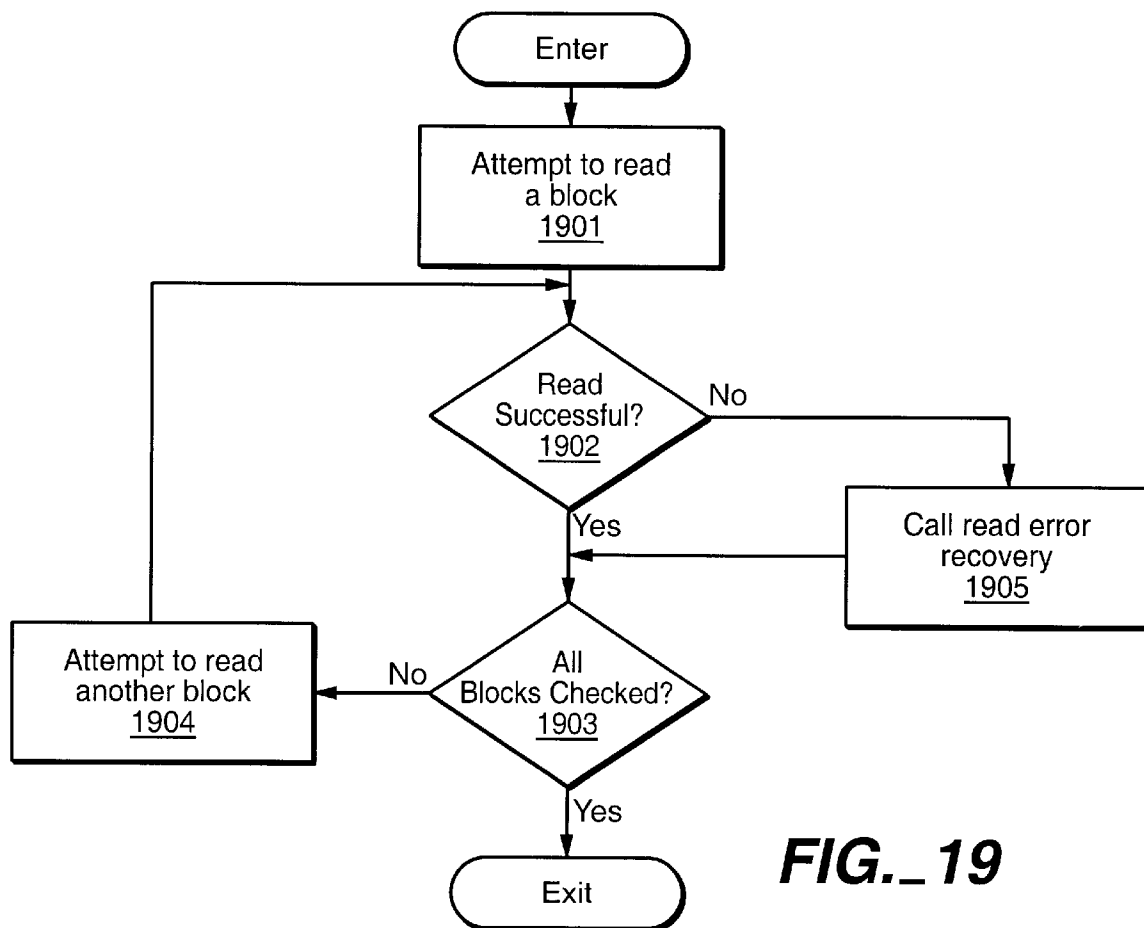 Enter
Attempt to read
a block
1901
Read
Successful?
1902
No
Yes
Call read error
recovery
1905
Attempt to read
another block
1904
No
All
Blocks Checked?
1903
Yes
Exit
FIG._19